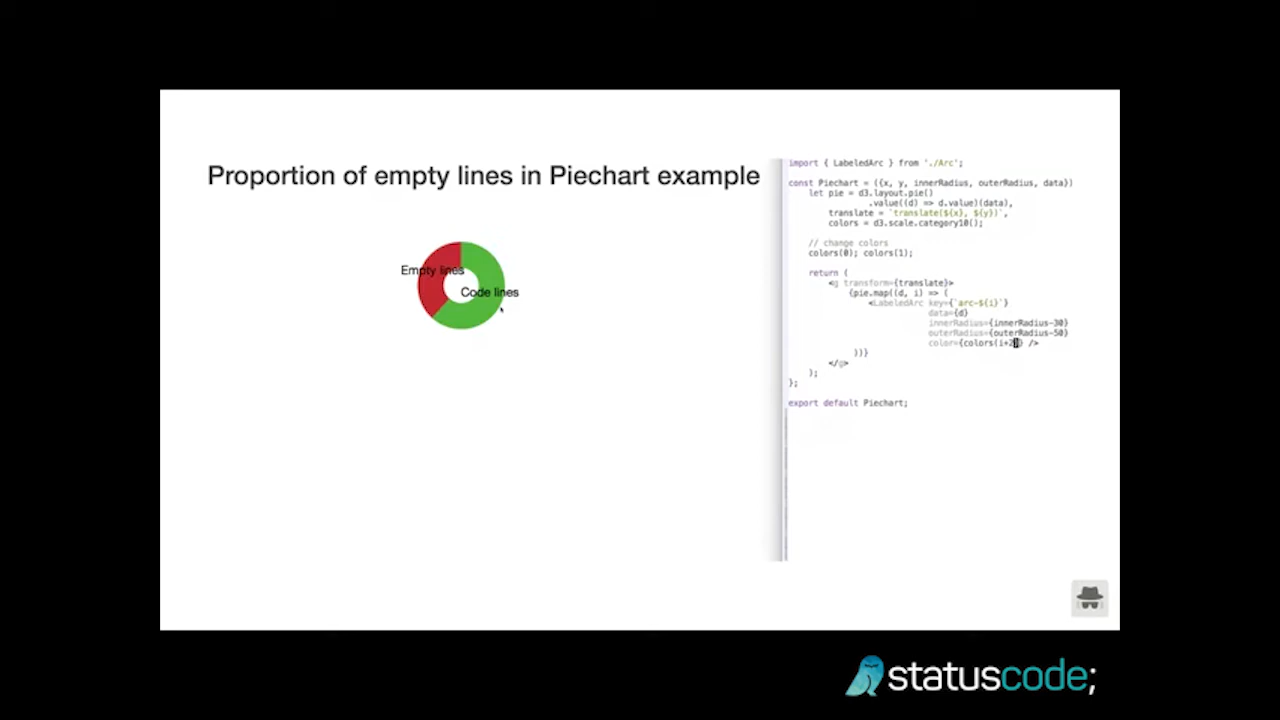 Proportion of empty lines in Piechart example
Empty lines
Code lines
import { LabeledArc } from './Arc';
const Piechart = ({x, y, innerRadius, outerRadius, data})
let pie = d3.layout.pie()
.value((d) => d.value)(data),
translate = `translate(${x}, ${y})`,
colors = d3.scale.category10();
// change colors
colors(0); colors(1);
return (
<g transform={translate}>
{pie.map((d, i) => (
<LabeledArc key={`arc-${i}`}
data={d}
innerRadius={innerRadius-30}
outerRadius={outerRadius-50}
color={colors(i+2)} />
))}
</g>
);
};
export default Piechart;
statuscode;